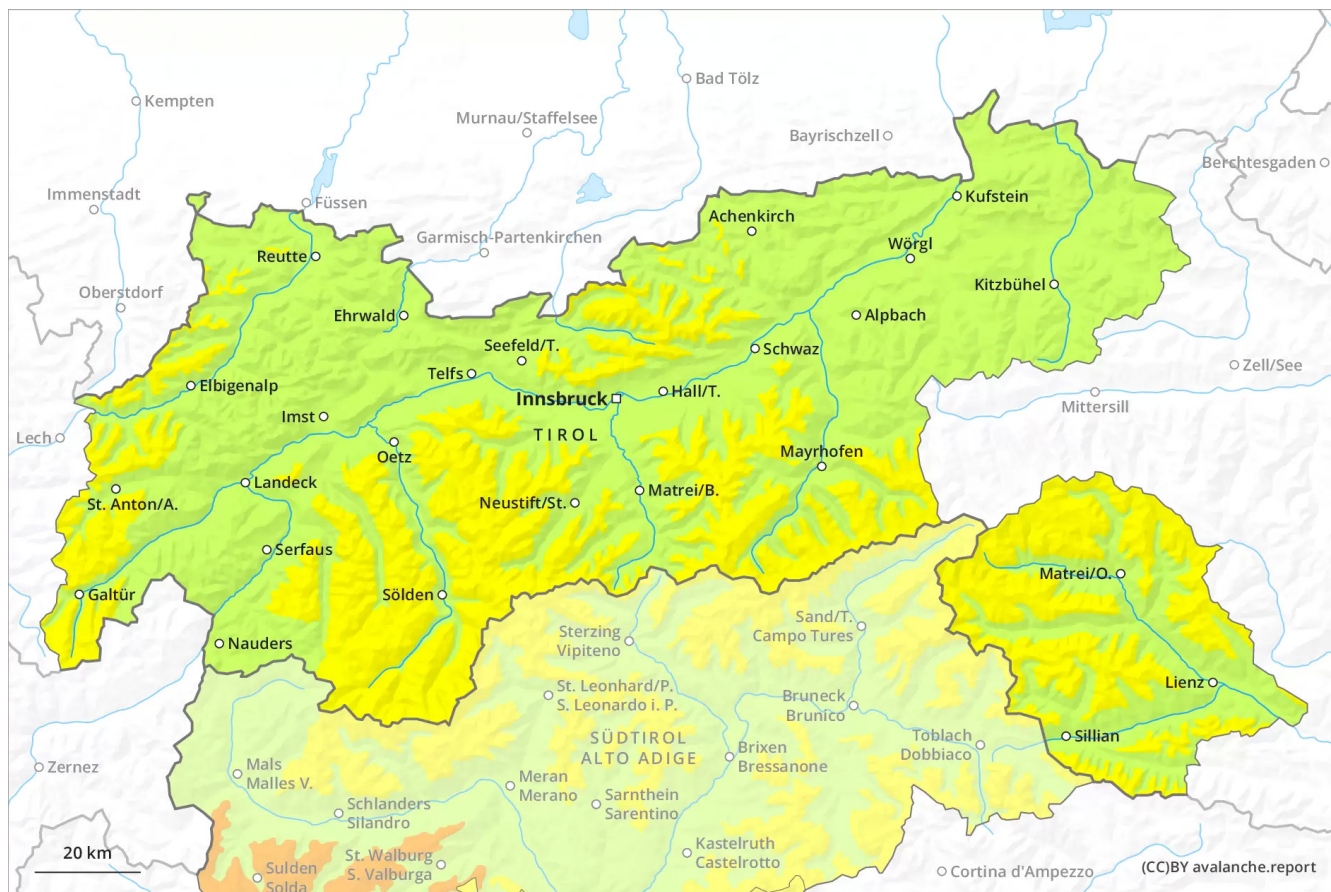 Bad Tölz
Kempten
Murnau/Staffelsee
Bayrischzell
Berchtesgaden
Immenstadt
Füssen
Kufstein
Achenkirch
Garmisch-Partenkirchen
Wörgl
Reutte
Kitzbühel
Oberstdorf
Ehrwald
Alpbach
Seefeld/T.
Schwaz
Zell/See
Telfs
Elbigenalp
Hall/T.
Innsbruck
Mittersill
Imst
TIROL
Lech
Oetz
Mayrhofen
Landeck
Matrei/B.
St. Anton/A.
Neustift/St.
Serfaus
Matrei/O.
Galtür
Sölden
Sand/T.
Campo Tures
Sterzing
Vipiteno
Nauders
Lienz
St. Leonhard/P.
S. Leonardo i. P.
Bruneck
Brunico
Toblach
Dobbiaco
Sillian
SÜDTIROL
ALTO ADIGE
Brixen
Bressanone
Zernez
Mals
Malles V.
Meran
Merano
Schlanders
Silandro
Sarnthein
Sarentino
20 km
St. Walburg
S. Valburga
Kastelruth
Castelrotto
Sulden
Solda
Cortina d'Ampezzo
(CC)BY avalanche.report